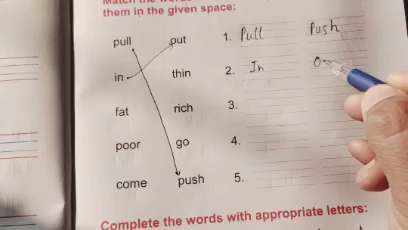 them in the given space:
pull out 1. Pull Push
in thin 2. In O
fat rich 3.
poor go 4.
come push 5.
Complete the words with appropriate letters: